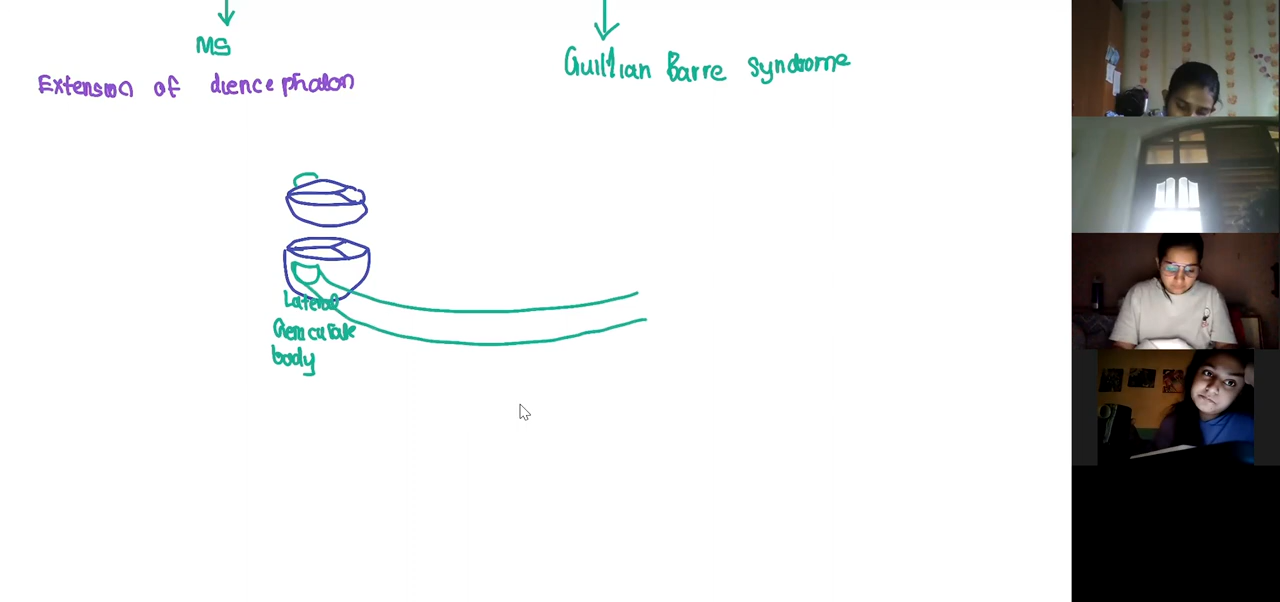 MS
Guillian Barre Syndrome
Extension of diencephalon
Lateral
Geniculate
body